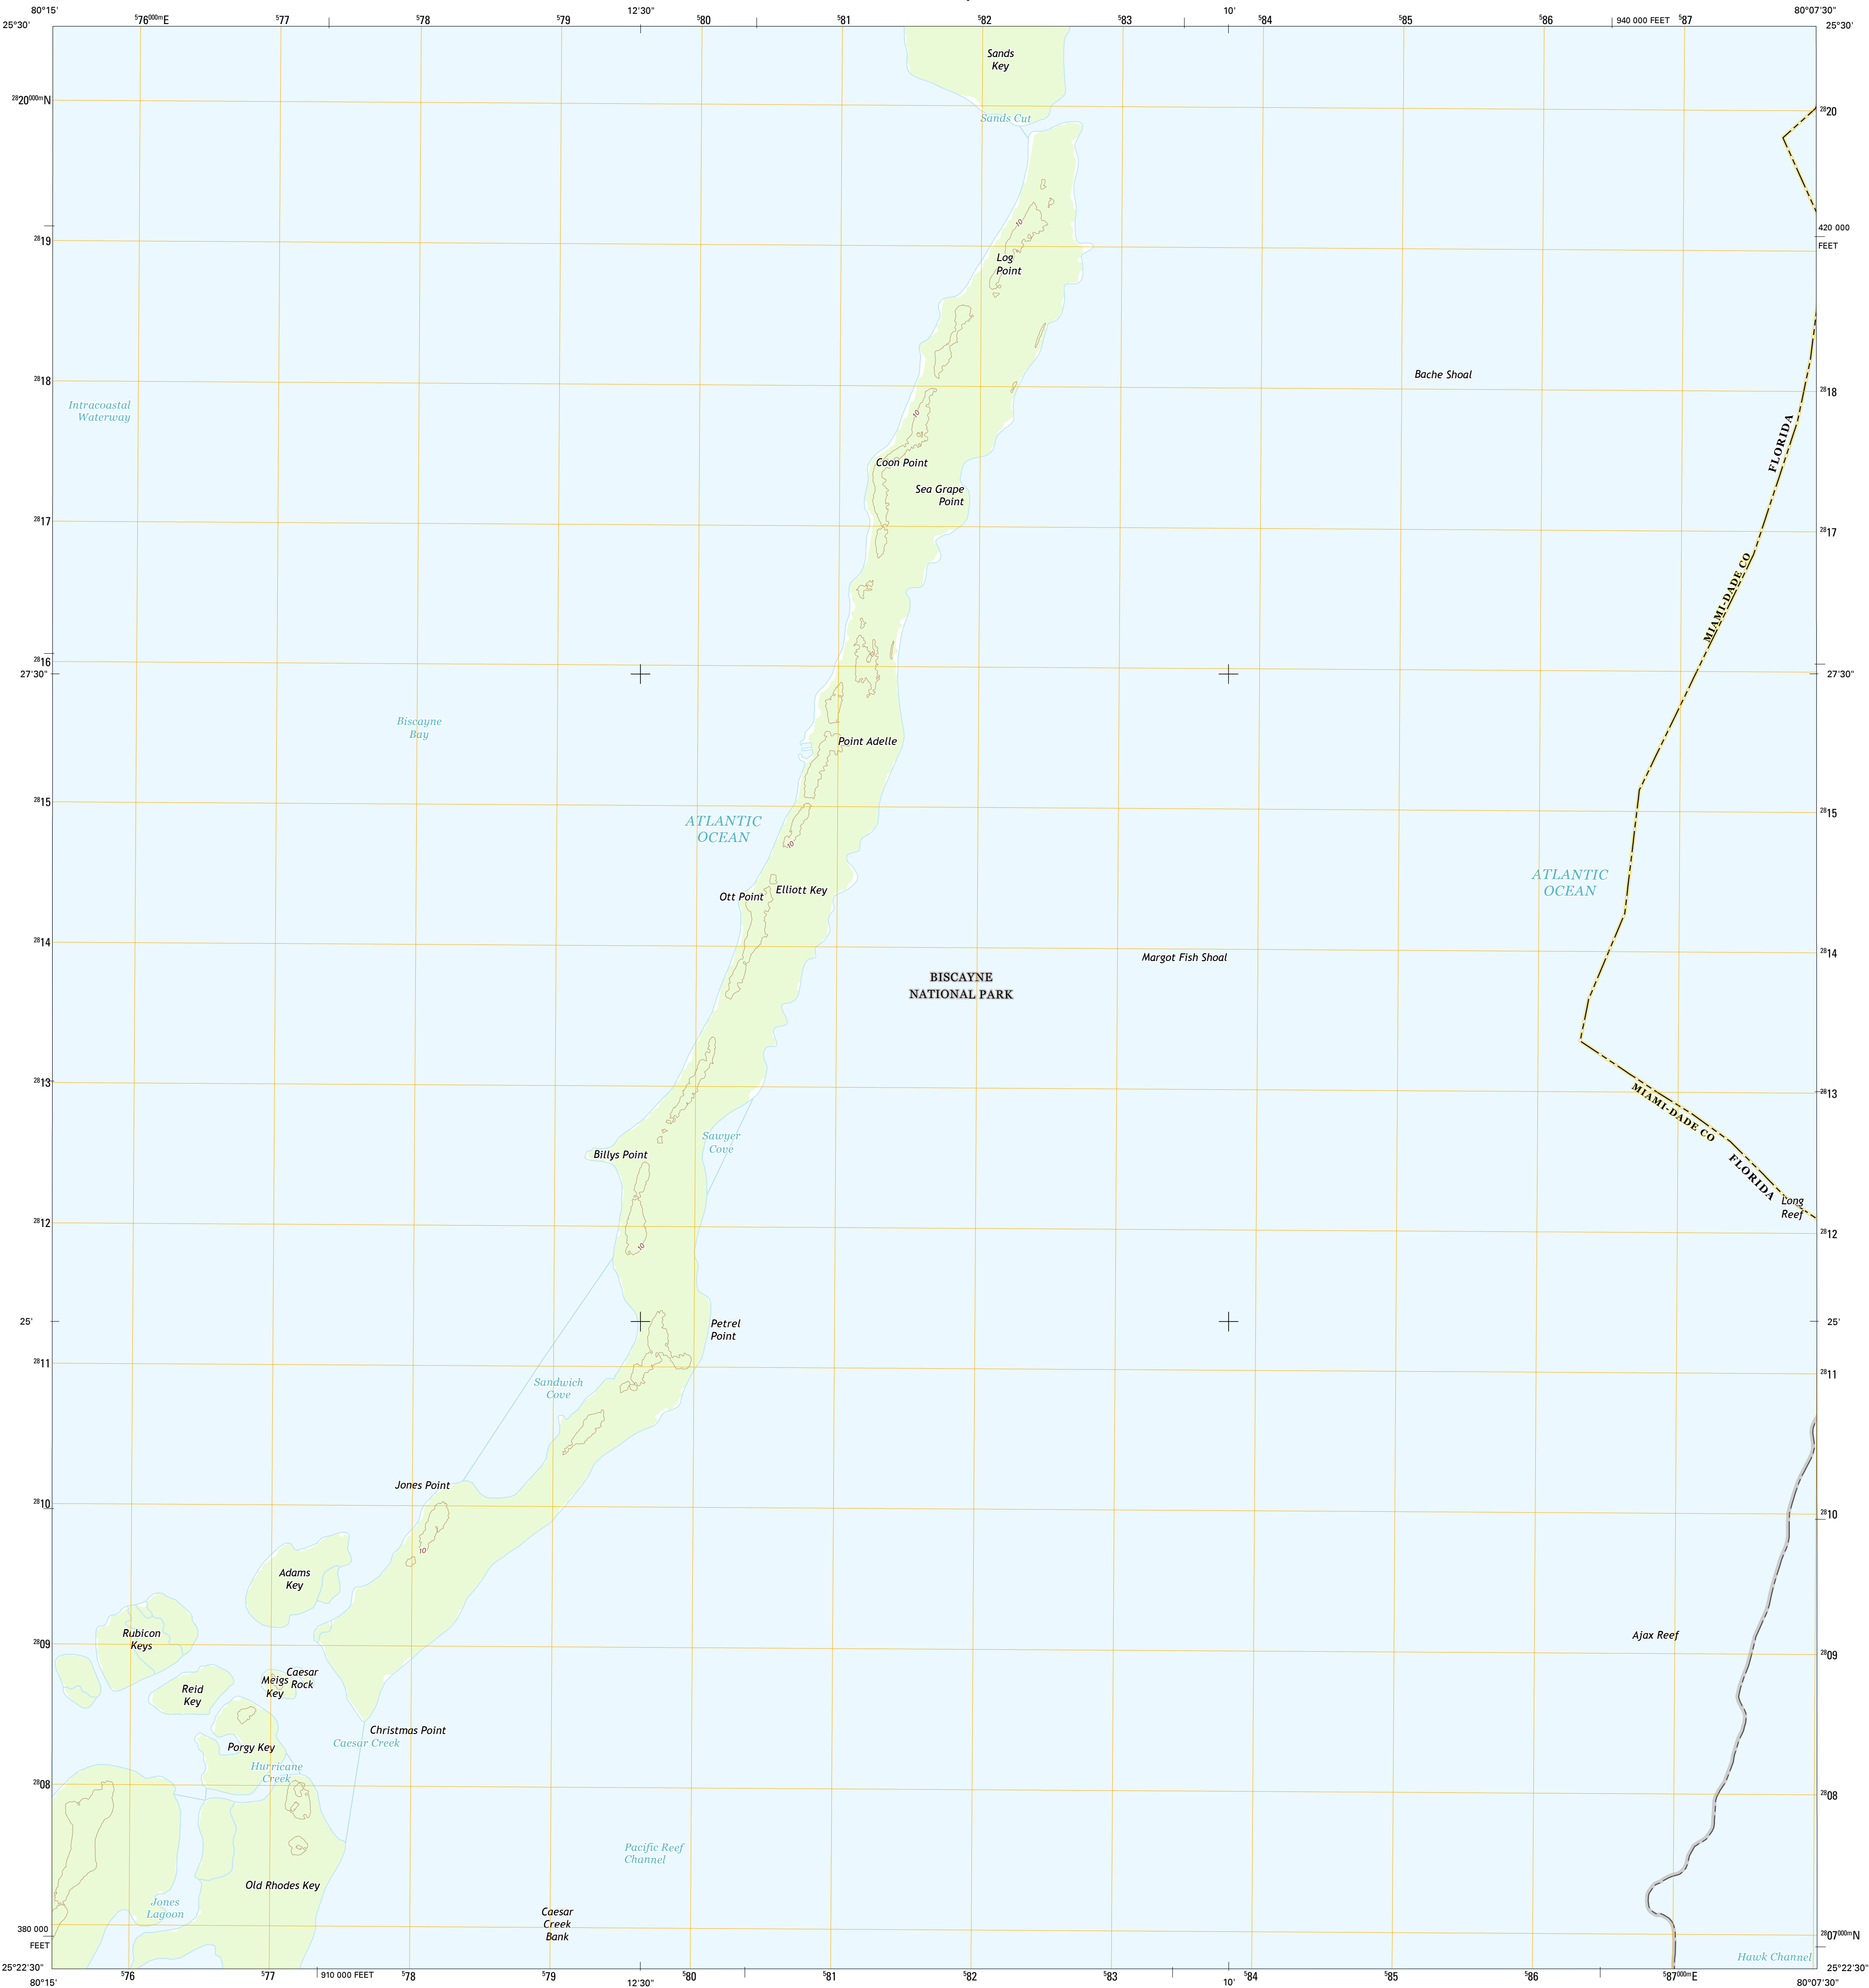 80°15' 576000mE 577 578 579 12'30" 580 581 582 583 10' 584 585 586 940 000 FEET 587 80°07'30"
25°30' 25°30'
Sands
Key
2820000mN 2820
Sands Cut
420 000
FEET
2819
10
Log
Point
Bache Shoal
2818 2818
Intracoastal
Waterway
10
FLORIDA
Coon Point
Sea Grape
Point
2817 2817
MIAMI-DADE CO
2816
27'30" 27'30"
Biscayne
Bay
Point Adelle
2815 2815
ATLANTIC
OCEAN
10
ATLANTIC
OCEAN
Elliott Key
Ott Point
2814 2814
Margot Fish Shoal
BISCAYNE
NATIONAL PARK
2813 2813
MIAMI-DADE CO
Sawyer
Cove
Billys Point
FLORIDA
Long
Reef
2812 2812
10
25' 25'
Petrel
Point
2811 2811
Sandwich
Cove
Jones Point
2810 2810
10
Adams
Key
Rubicon
Keys
Ajax Reef
2809 2809
Caesar
Rock
Meigs
Key
Reid
Key
Christmas Point
Caesar Creek
Porgy Key
Hurricane
Creek
2808 2808
Pacific Reef
Channel
Old Rhodes Key
Jones
Lagoon
Caesar
Creek
Bank
380 000
FEET
2807000mN
Hawk Channel
25°22'30" 25°22'30"
80°15' 576 577 910 000 FEET 578 579 12'30" 580 581 582 583 10' 584 585 586 587000mE 80°07'30"